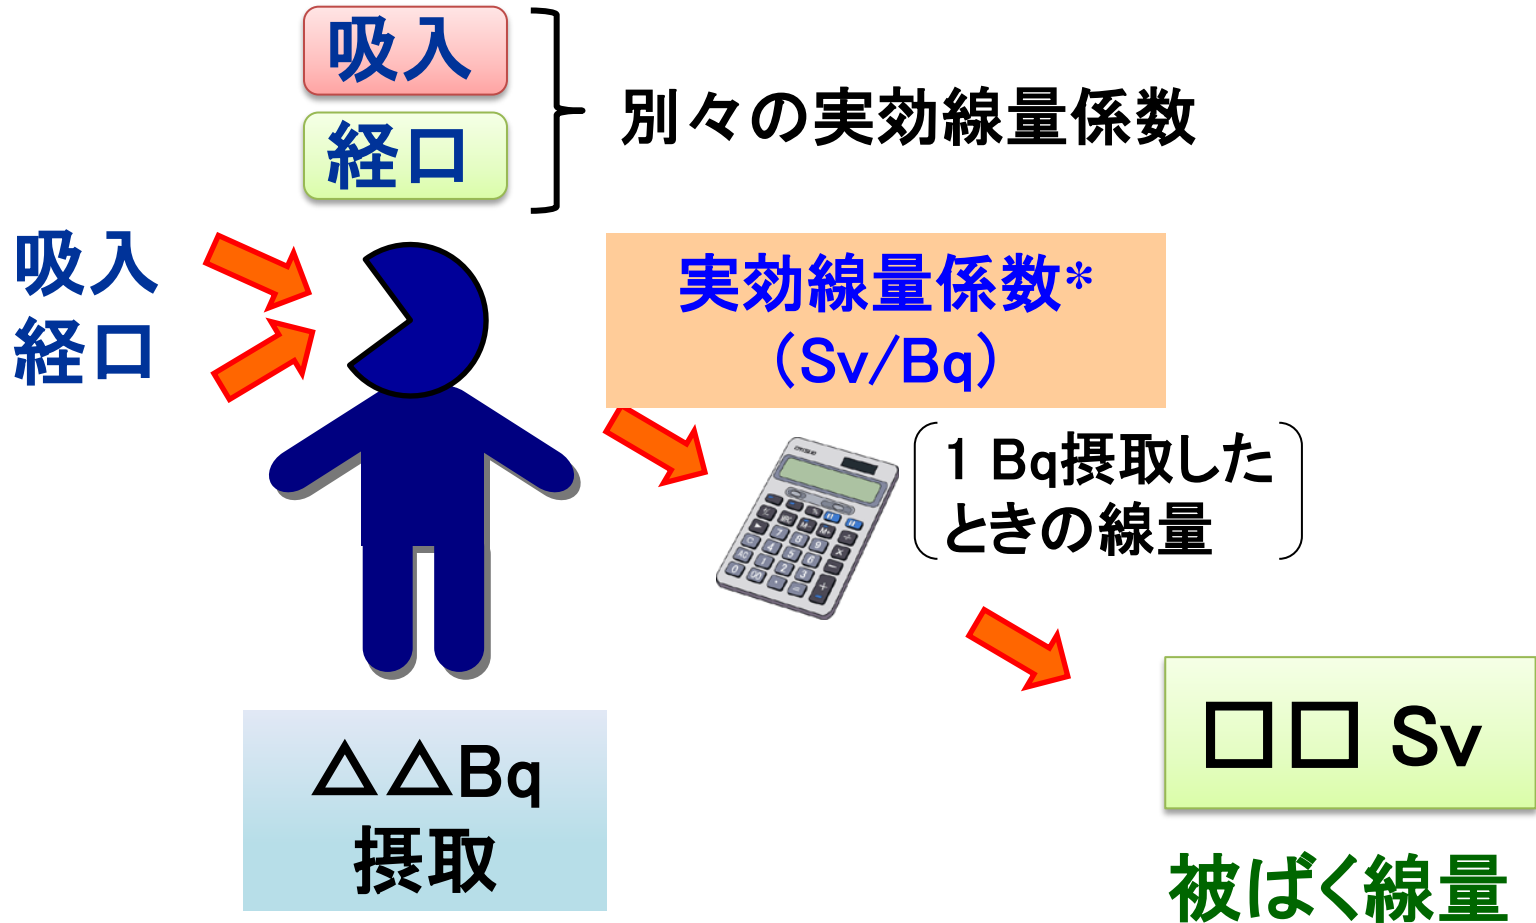 吸入
経口
別々の実効線量係数
吸入
経口
実効線量係数*
（Sv/Bq）
1 Bq摂取した
ときの線量
△△Bq
摂取
□□ Sv
被ばく線量